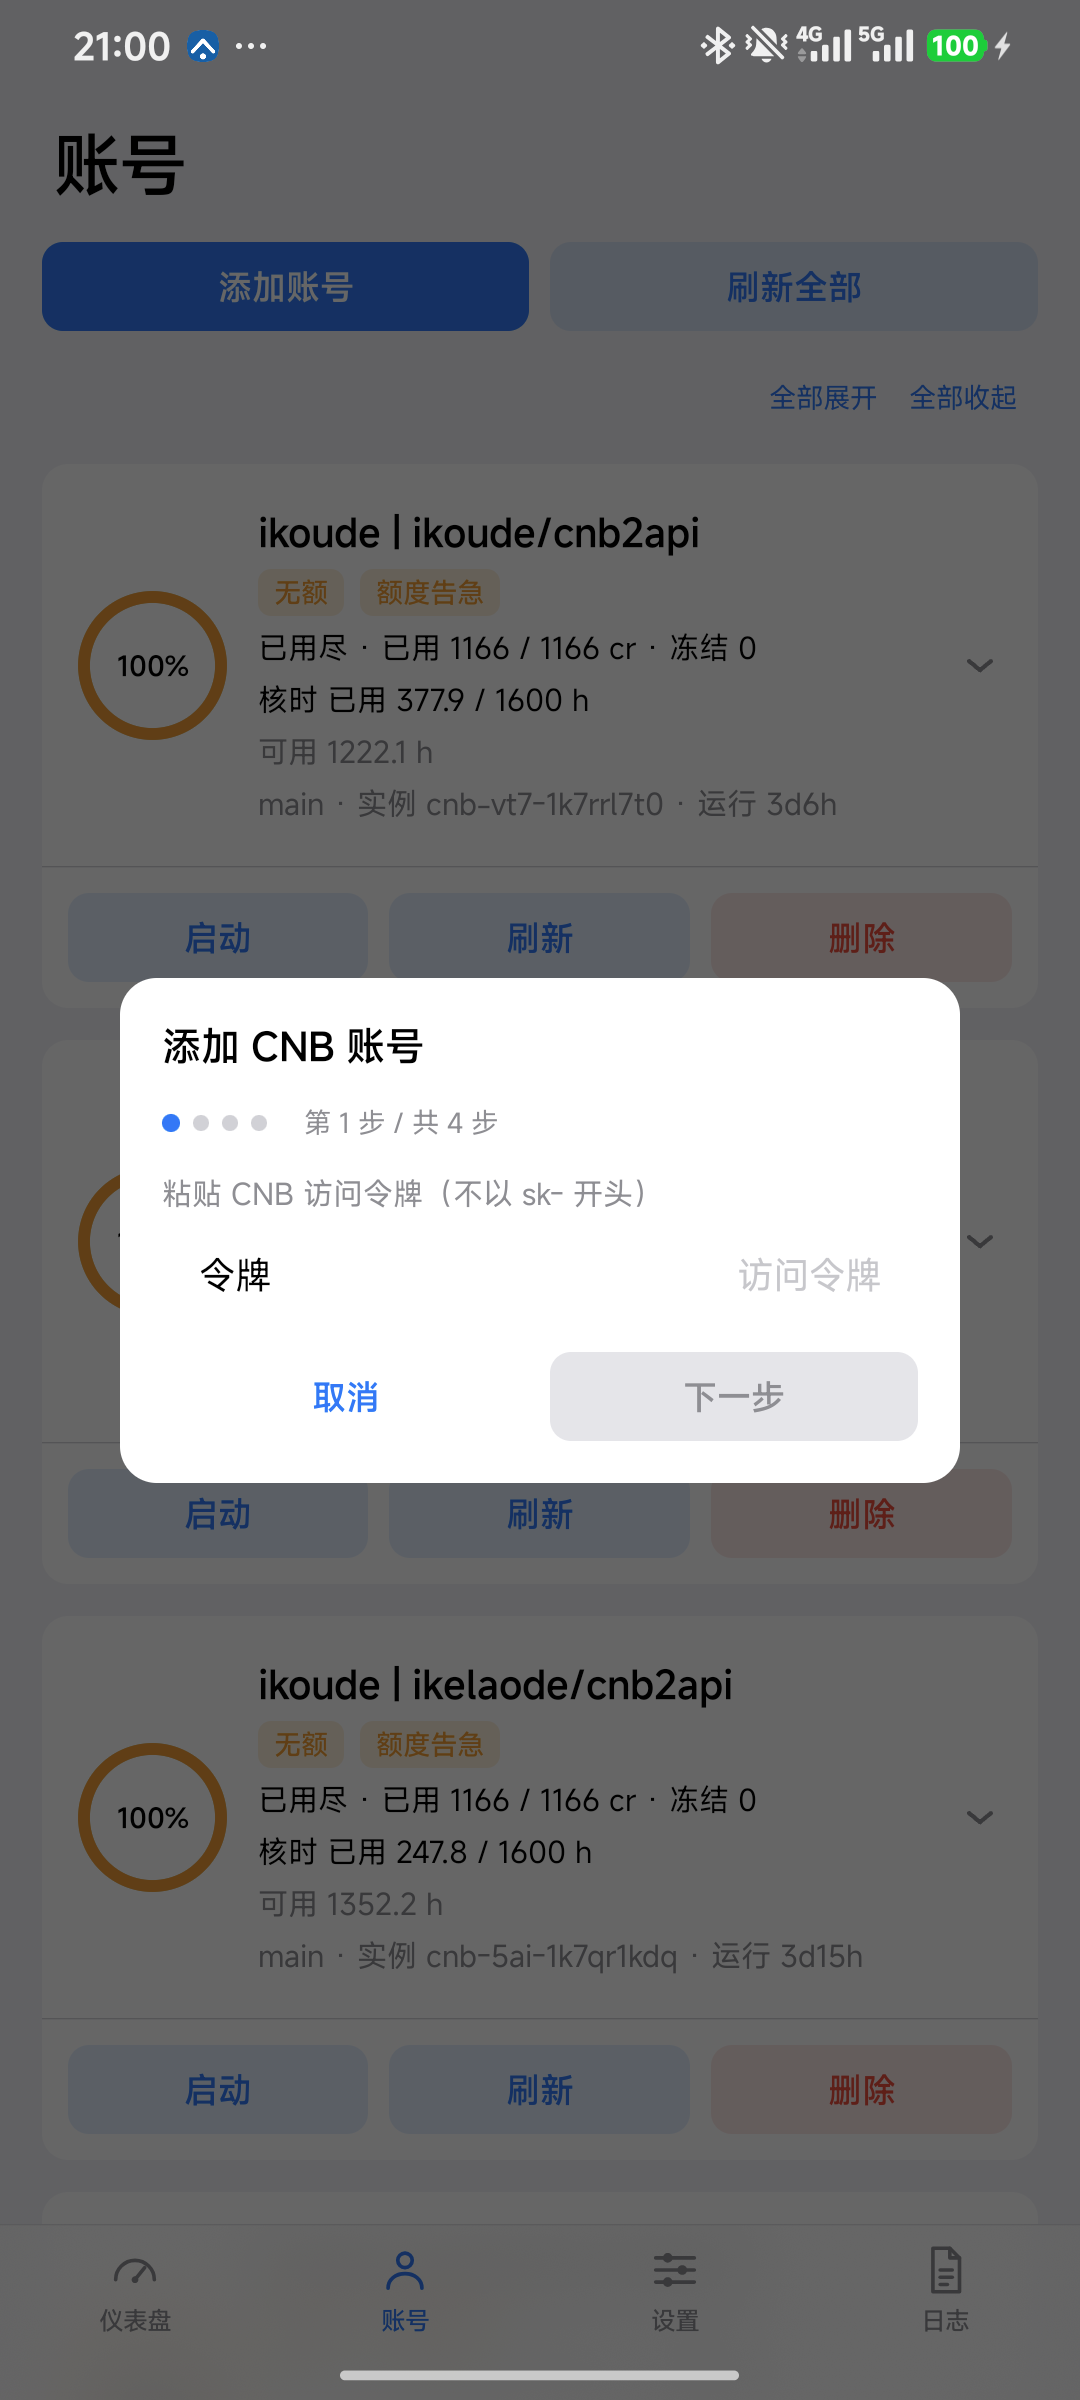 21:00
4G 5G 100
账号
添加账号 刷新全部
全部展开 全部收起
ikoude | ikoude/cnb2api
无额 额度告急
已用尽 · 已用 1166 / 1166 cr · 冻结 0
100%
核时 已用 377.9 / 1600 h
可用 1222.1 h
main · 实例 cnb-vt7-1k7rrl7t0 · 运行 3d6h
启动 刷新 删除
添加 CNB 账号
第 1 步 / 共 4 步
粘贴 CNB 访问令牌（不以 sk- 开头）
令牌 访问令牌
取消 下一步
启动 刷新 删除
ikoude | ikelaode/cnb2api
无额 额度告急
已用尽 · 已用 1166 / 1166 cr · 冻结 0
100%
核时 已用 247.8 / 1600 h
可用 1352.2 h
main · 实例 cnb-5ai-1k7qr1kdq · 运行 3d15h
启动 刷新 删除
仪表盘 账号 设置 日志